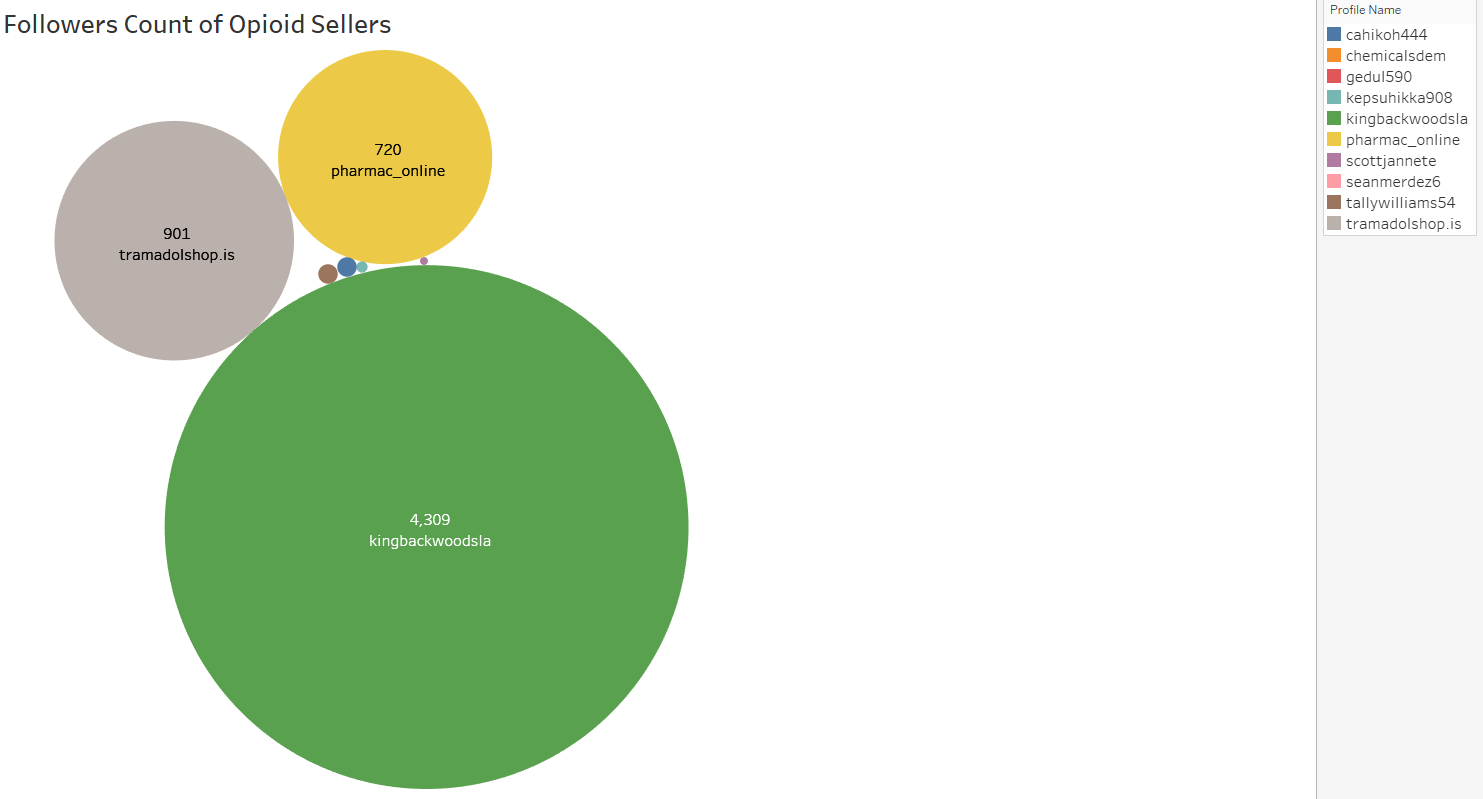 Followers Count of Opioid Sellers
720
pharmac_online
901
tramadolshop.is
4,309
kingbackwoodsla
Profile Name
cahikoh444
chemicalsdem
gedul590
kepsuhikka908
kingbackwoodsla
pharmac_online
scottjannete
seanmerdez6
tallywilliams54
tramadolshop.is